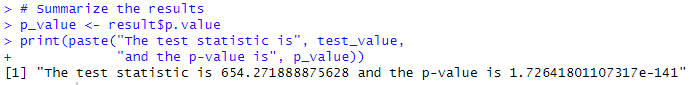 > # Summarize the results
> p_value <- result$p.value
> print(paste("The test statistic is", test_value,
+             "and the p-value is", p_value))
[1] "The test statistic is 654.271888875628 and the p-value is 1.72641801107317e-141"